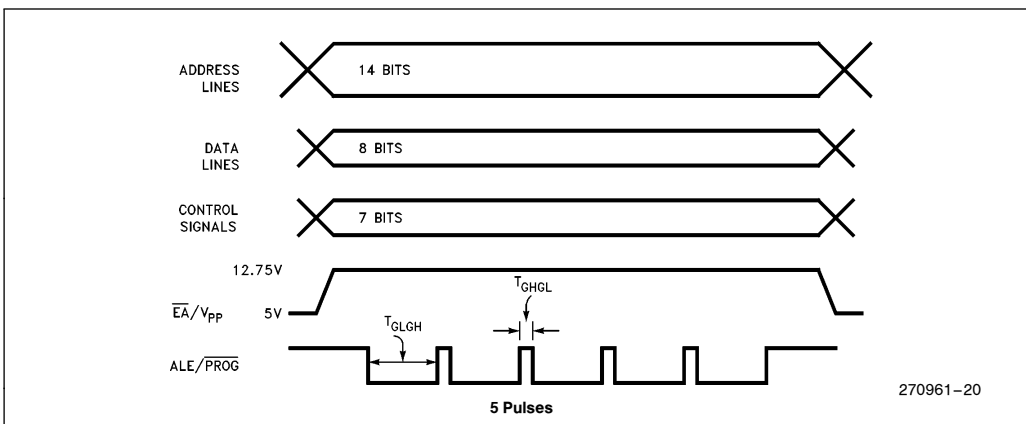 ADDRESS
LINES
14 BITS
DATA
LINES
8 BITS
CONTROL
SIGNALS
7 BITS
12.75V
EA/VPP
5V
TGHGL
TGLGH
ALE/PROG
5 Pulses
270961–20